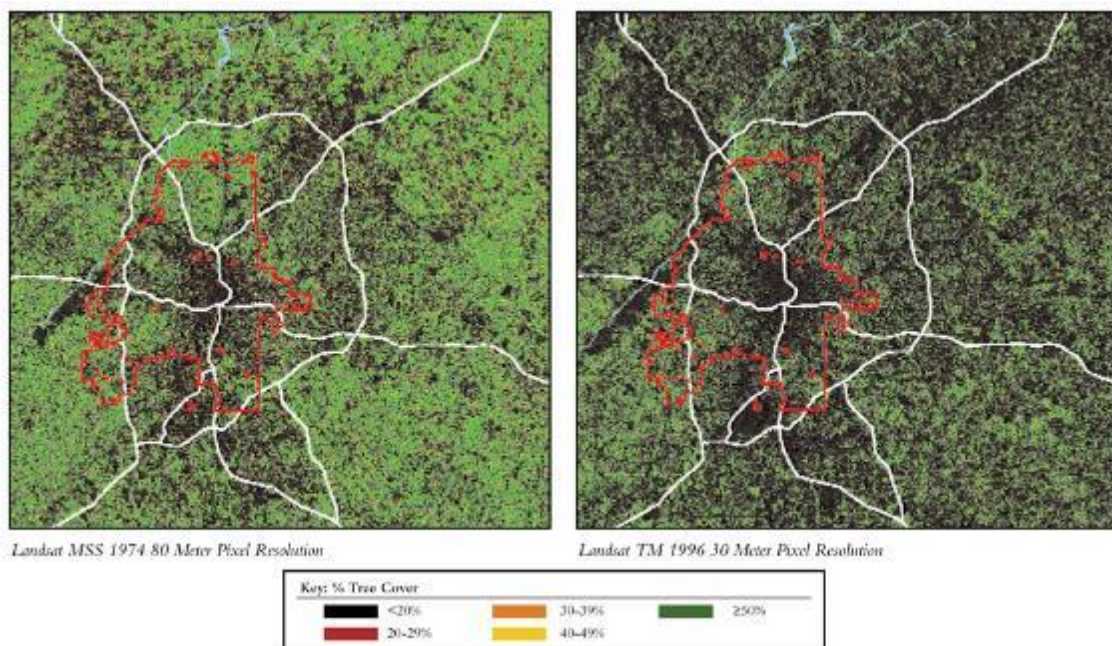 Landsat MSS 1974 80 Meter Pixel Resolution
Landsat TM 1996 30 Meter Pixel Resolution
Key: % Tree Cover
<20% 30-39% ≥50%
20-29% 40-49%